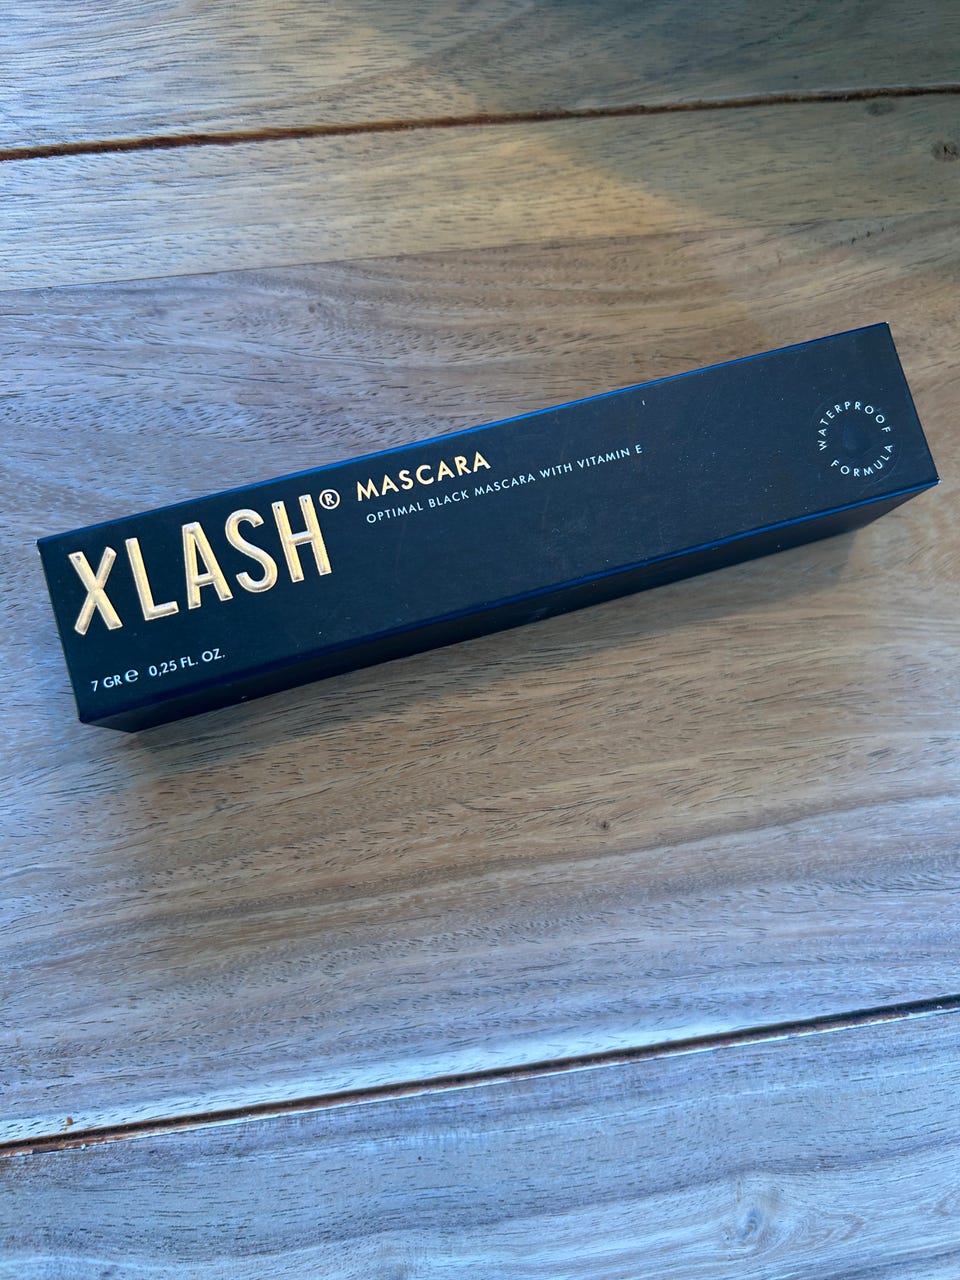 XLASH®
MASCARA
OPTIMAL BLACK MASCARA WITH VITAMIN E
WATERPROOF FORMULA
7 GR ℮ 0,25 FL. OZ.